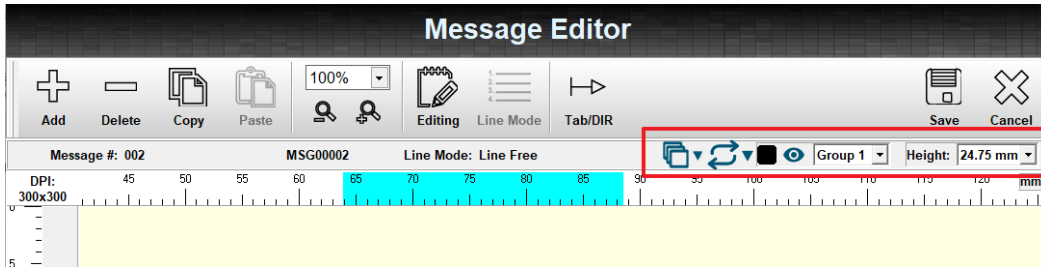 Message Editor
100%
Add Delete Copy Paste Editing Line Mode Tab/DIR Save Cancel
Message #: 002 MSG00002 Line Mode: Line Free Group 1 Height: 24.75 mm
DPI: 45 50 55 60 65 70 75 80 85 90 95 100 105 110 115 120 mm
300x300
0
5